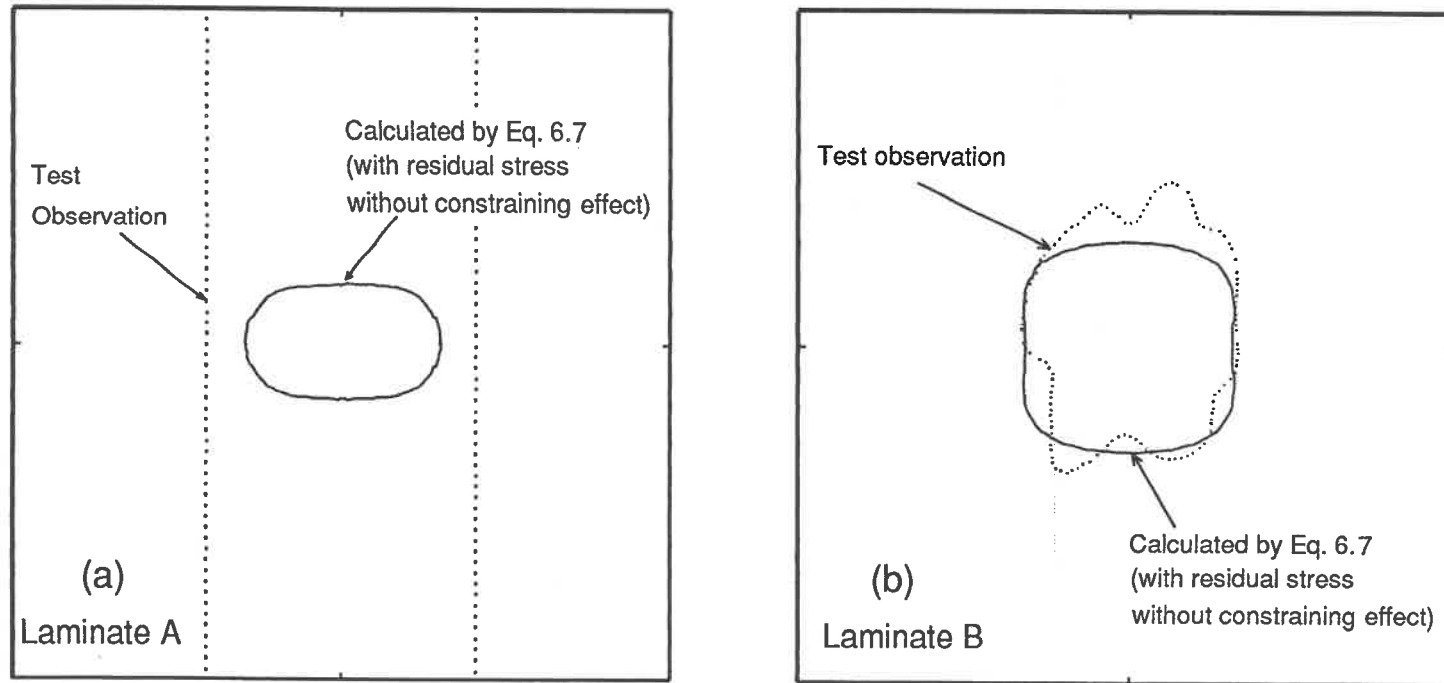 Calculated by Eq. 6.7
(with residual stress
without constraining effect)
Test
Observation
(a)
Laminate A
Test observation
Calculated by Eq. 6.7
(with residual stress
without constraining effect)
(b)
Laminate B